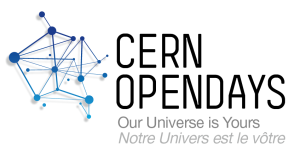 CERN
OPENDAYS
Our Universe is Yours
Notre Univers est le vôtre